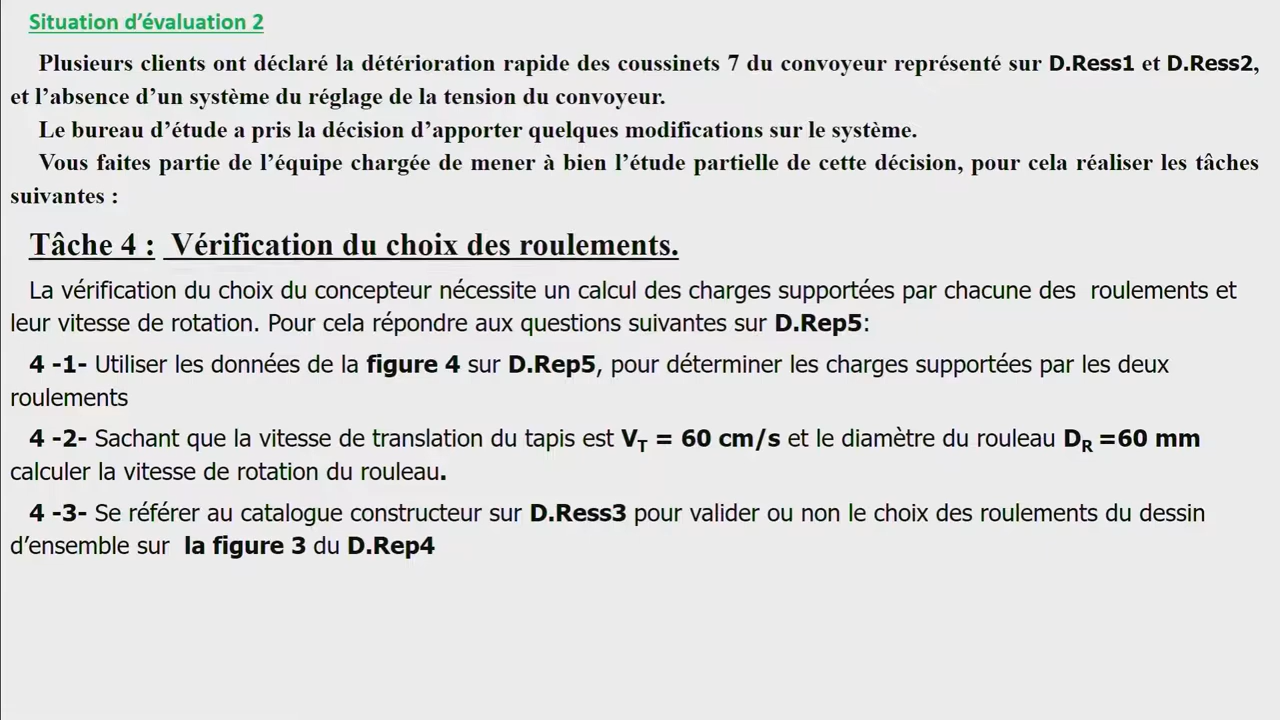 Situation d’évaluation 2
Plusieurs clients ont déclaré la détérioration rapide des coussinets 7 du convoyeur représenté sur D.Ress1 et D.Ress2,
et l’absence d’un système du réglage de la tension du convoyeur.
Le bureau d’étude a pris la décision d’apporter quelques modifications sur le système.
Vous faites partie de l’équipe chargée de mener à bien l’étude partielle de cette décision, pour cela réaliser les tâches
suivantes :
Tâche 4 : Vérification du choix des roulements.
La vérification du choix du concepteur nécessite un calcul des charges supportées par chacune des roulements et
leur vitesse de rotation. Pour cela répondre aux questions suivantes sur D.Rep5:
4 -1- Utiliser les données de la figure 4 sur D.Rep5, pour déterminer les charges supportées par les deux
roulements
4 -2- Sachant que la vitesse de translation du tapis est VT = 60 cm/s et le diamètre du rouleau DR =60 mm
calculer la vitesse de rotation du rouleau.
4 -3- Se référer au catalogue constructeur sur D.Ress3 pour valider ou non le choix des roulements du dessin
d’ensemble sur la figure 3 du D.Rep4